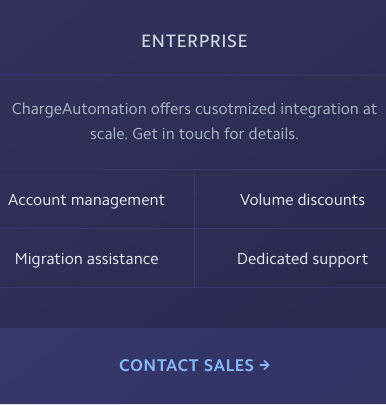 ENTERPRISE
ChargeAutomation offers cusotmized integration at
scale. Get in touch for details.
Account management
Volume discounts
Migration assistance
Dedicated support
CONTACT SALES →